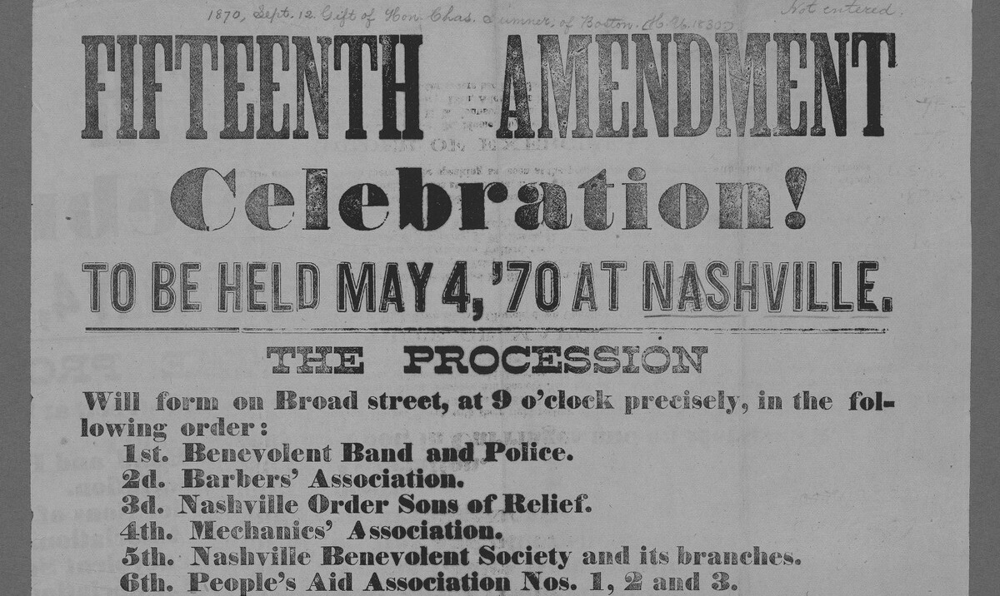 1870, Sept. 12. Gift of Hon. Chas. Sumner, of Boston. (H.U. 1830)
Not entered.
FIFTEENTH AMENDMENT
Celebration!
TO BE HELD MAY 4, '70 AT NASHVILLE.
THE PROCESSION
Will form on Broad street, at 9 o'clock precisely, in the fol-
lowing order:
1st. Benevolent Band and Police.
2d. Barbers' Association.
3d. Nashville Order Sons of Relief.
4th. Mechanics' Association.
5th. Nashville Benevolent Society and its branches.
6th. People's Aid Association Nos. 1, 2 and 3.